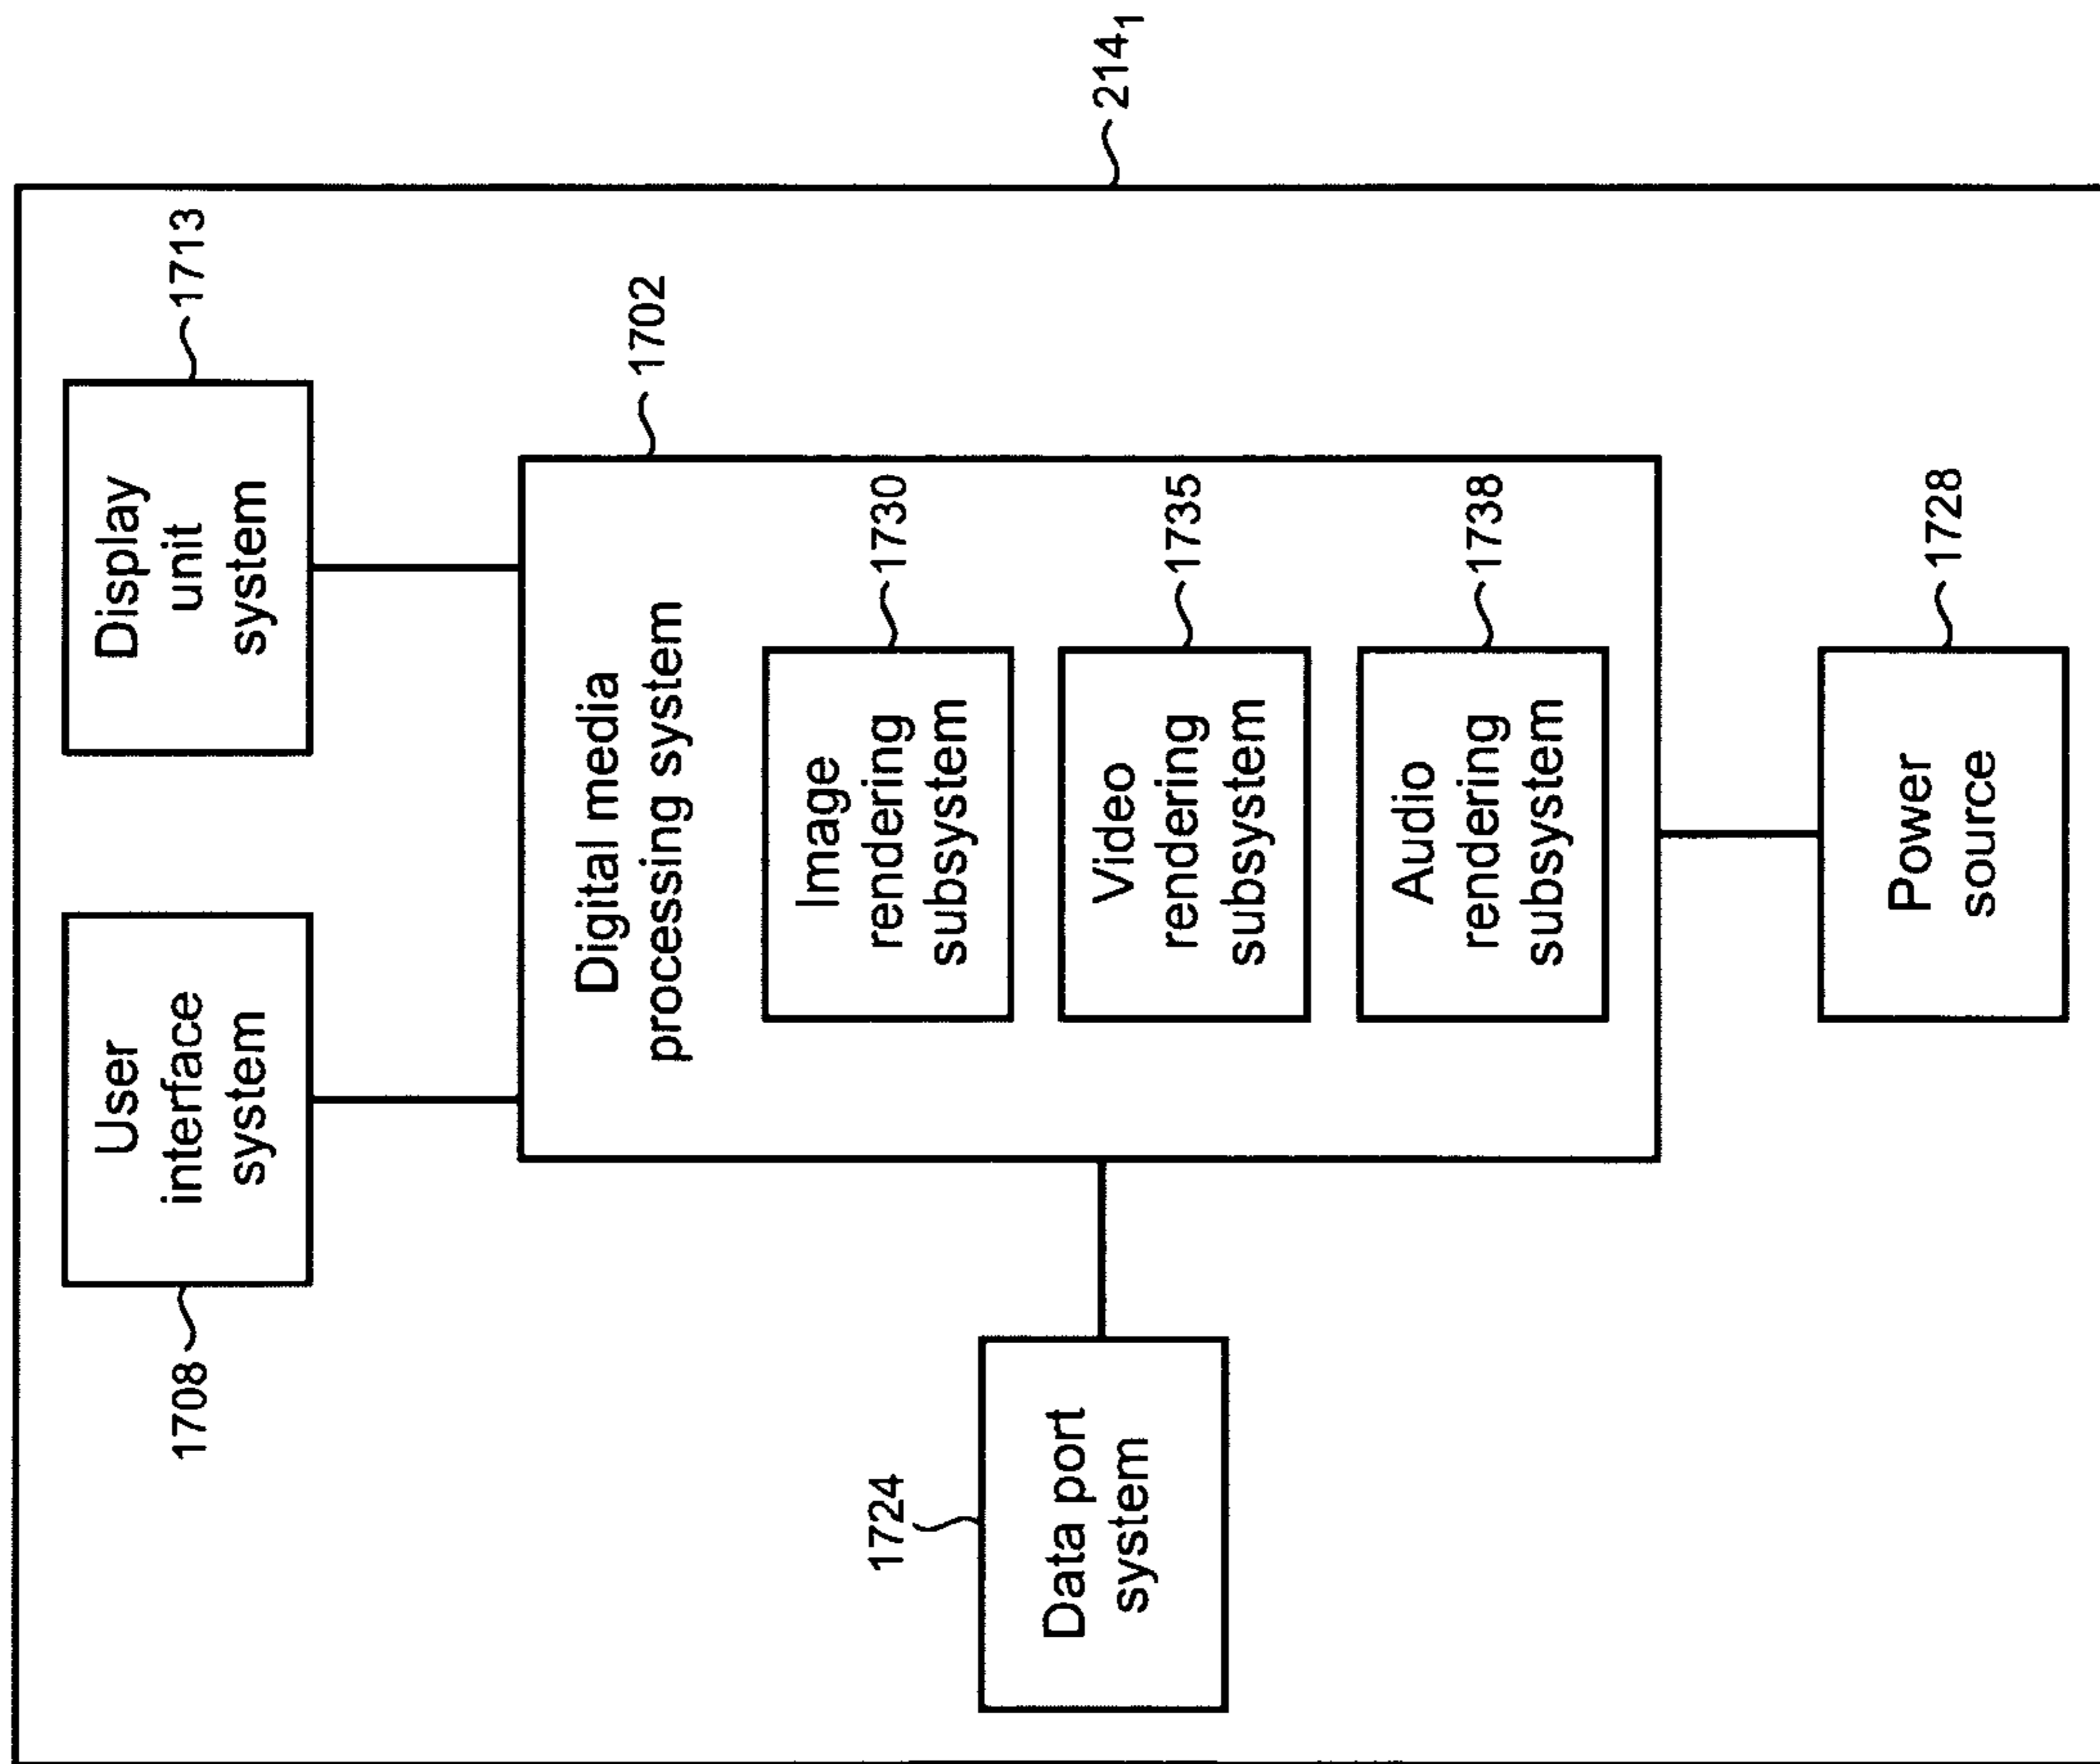 User
interface
system
1708
Display
unit
system
1713
Digital media
processing system
1702
Image
rendering
subsystem
1730
Video
rendering
subsystem
1735
Audio
rendering
subsystem
1738
Data port
system
1724
Power
source
1728
214₁